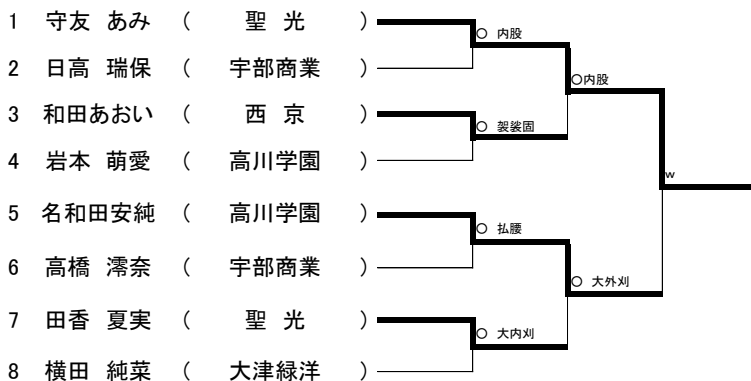 1 守友 あみ ( 聖 光 )
○ 内股
2 日高 瑞保 ( 宇部商業 )
○内股
3 和田あおい ( 西 京 )
○ 袈裟固
4 岩本 萌愛 ( 高川学園 )
w
5 名和田安純 ( 高川学園 )
○ 払腰
6 高橋 澪奈 ( 宇部商業 )
○ 大外刈
7 田香 夏実 ( 聖 光 )
○ 大内刈
8 横田 純菜 ( 大津緑洋 )